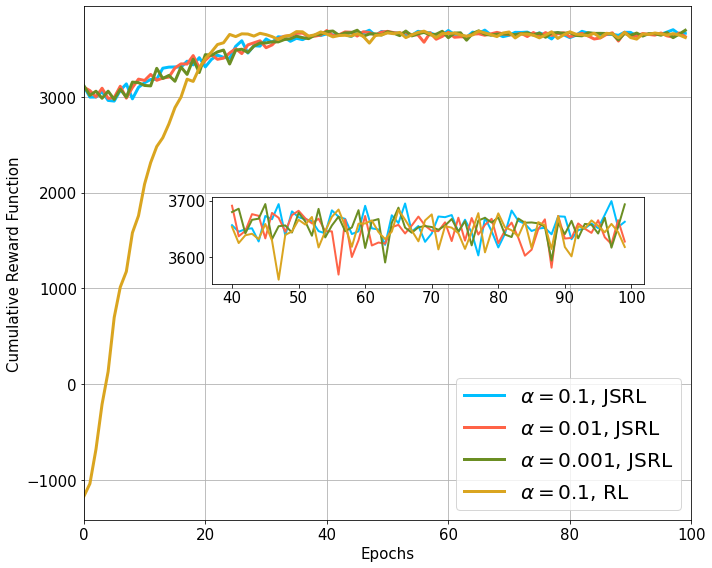 Cumulative Reward Function
3000
2000
1000
0
−1000
3700
3600
40 50 60 70 80 90 100
α = 0.1, JSRL
α = 0.01, JSRL
α = 0.001, JSRL
α = 0.1, RL
0 20 40 60 80 100
Epochs